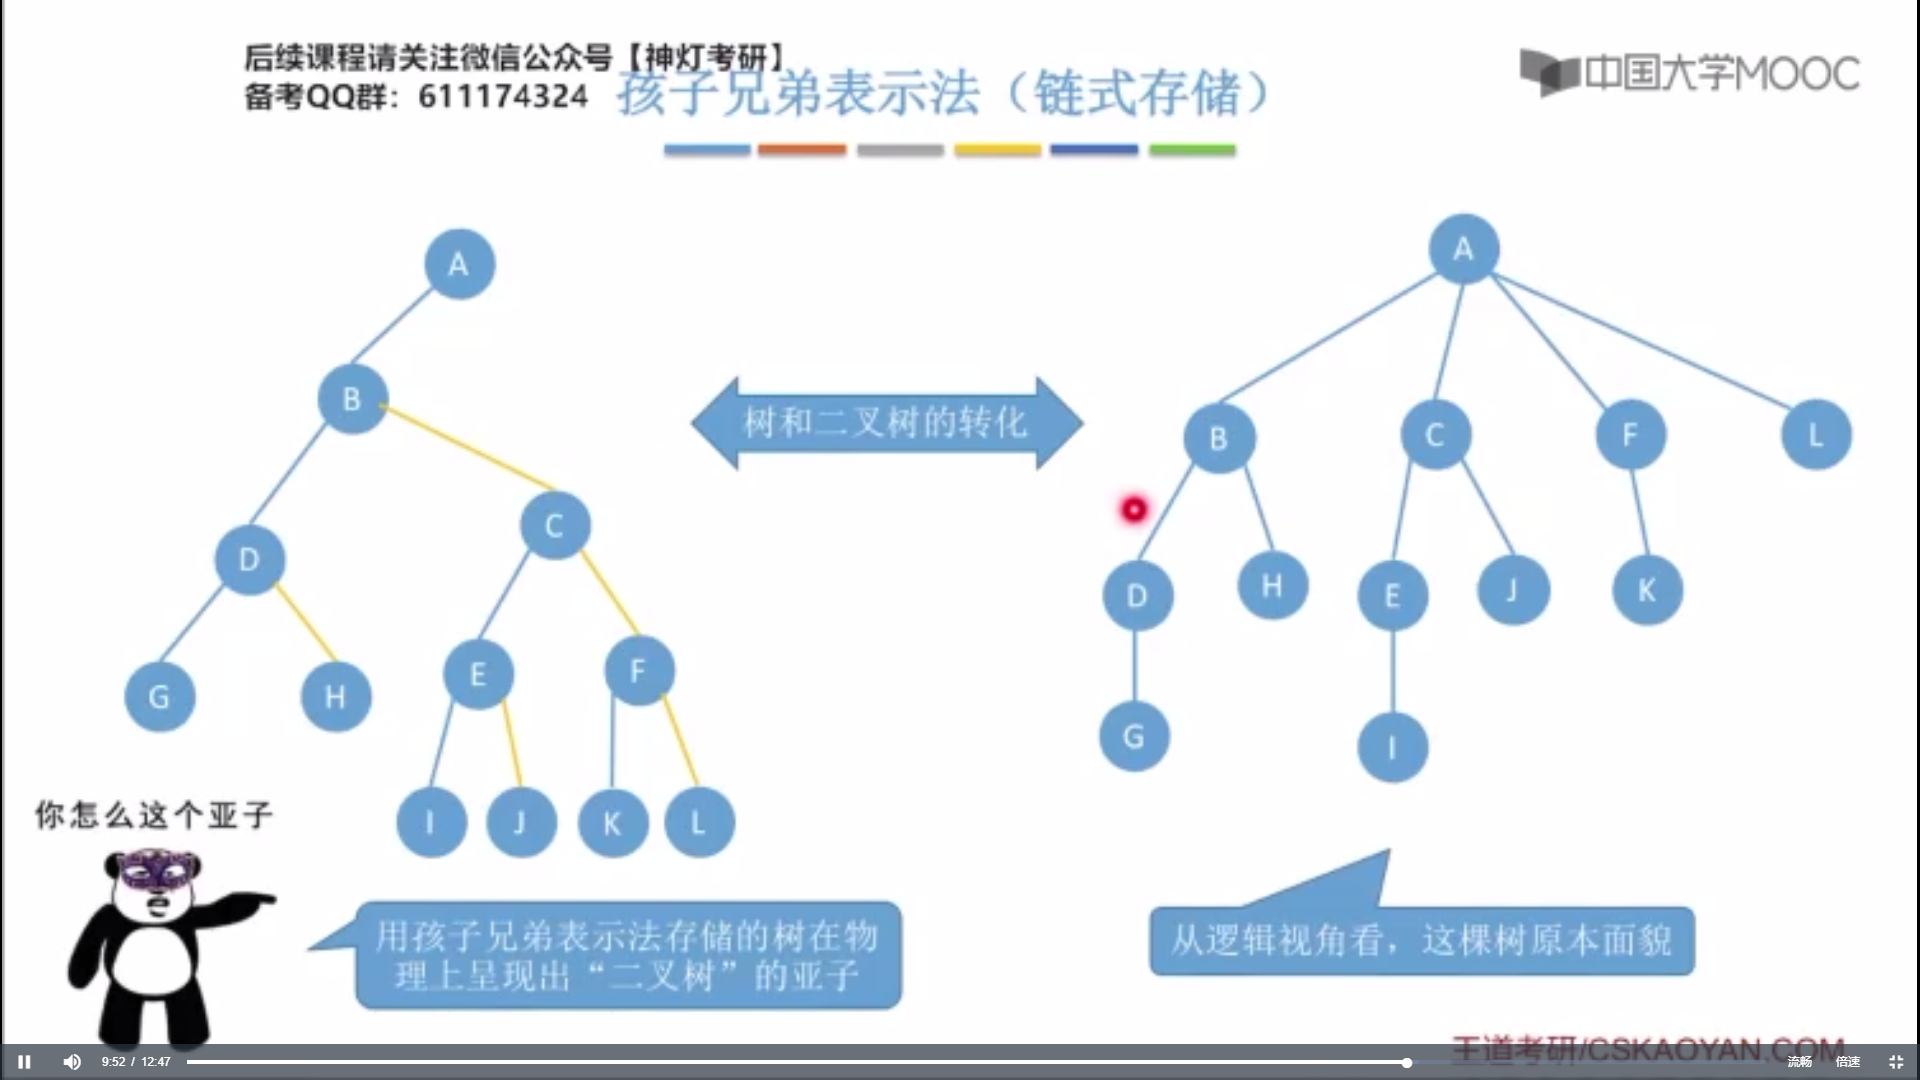 后续课程请关注微信公众号【神灯考研】
备考QQ群：611174324
孩子兄弟表示法（链式存储）
中国大学MOOC
A
B
C
D
E
F
G
H
I
J
K
L
树和二叉树的转化
A
B
C
F
L
D
H
E
J
K
G
I
你怎么这个亚子
用孩子兄弟表示法存储的树在物
理上呈现出“二叉树”的亚子
从逻辑视角看，这棵树原本面貌
王道考研/CSKAOYAN.COM
9:52 / 12:47
流畅
倍速